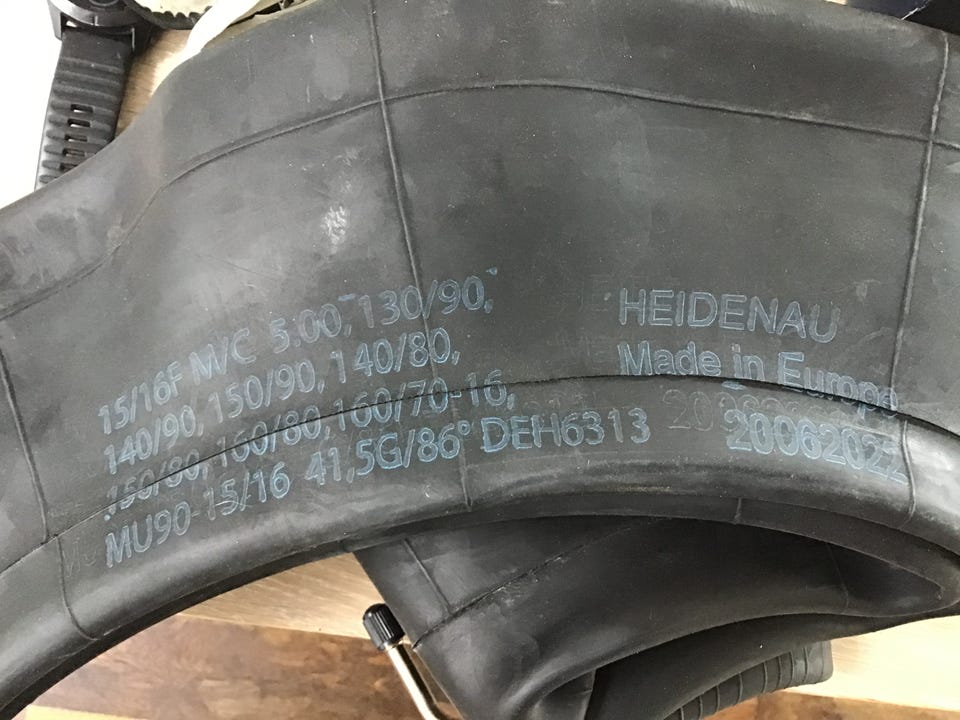 15/16F M/C 5.00, 130/90,
140/90, 150/90, 140/80,
150/80, 160/80, 160/70-16,
MU90-15/16 41,5G/86° DEH6313
HEIDENAU
Made in Europe
20062022